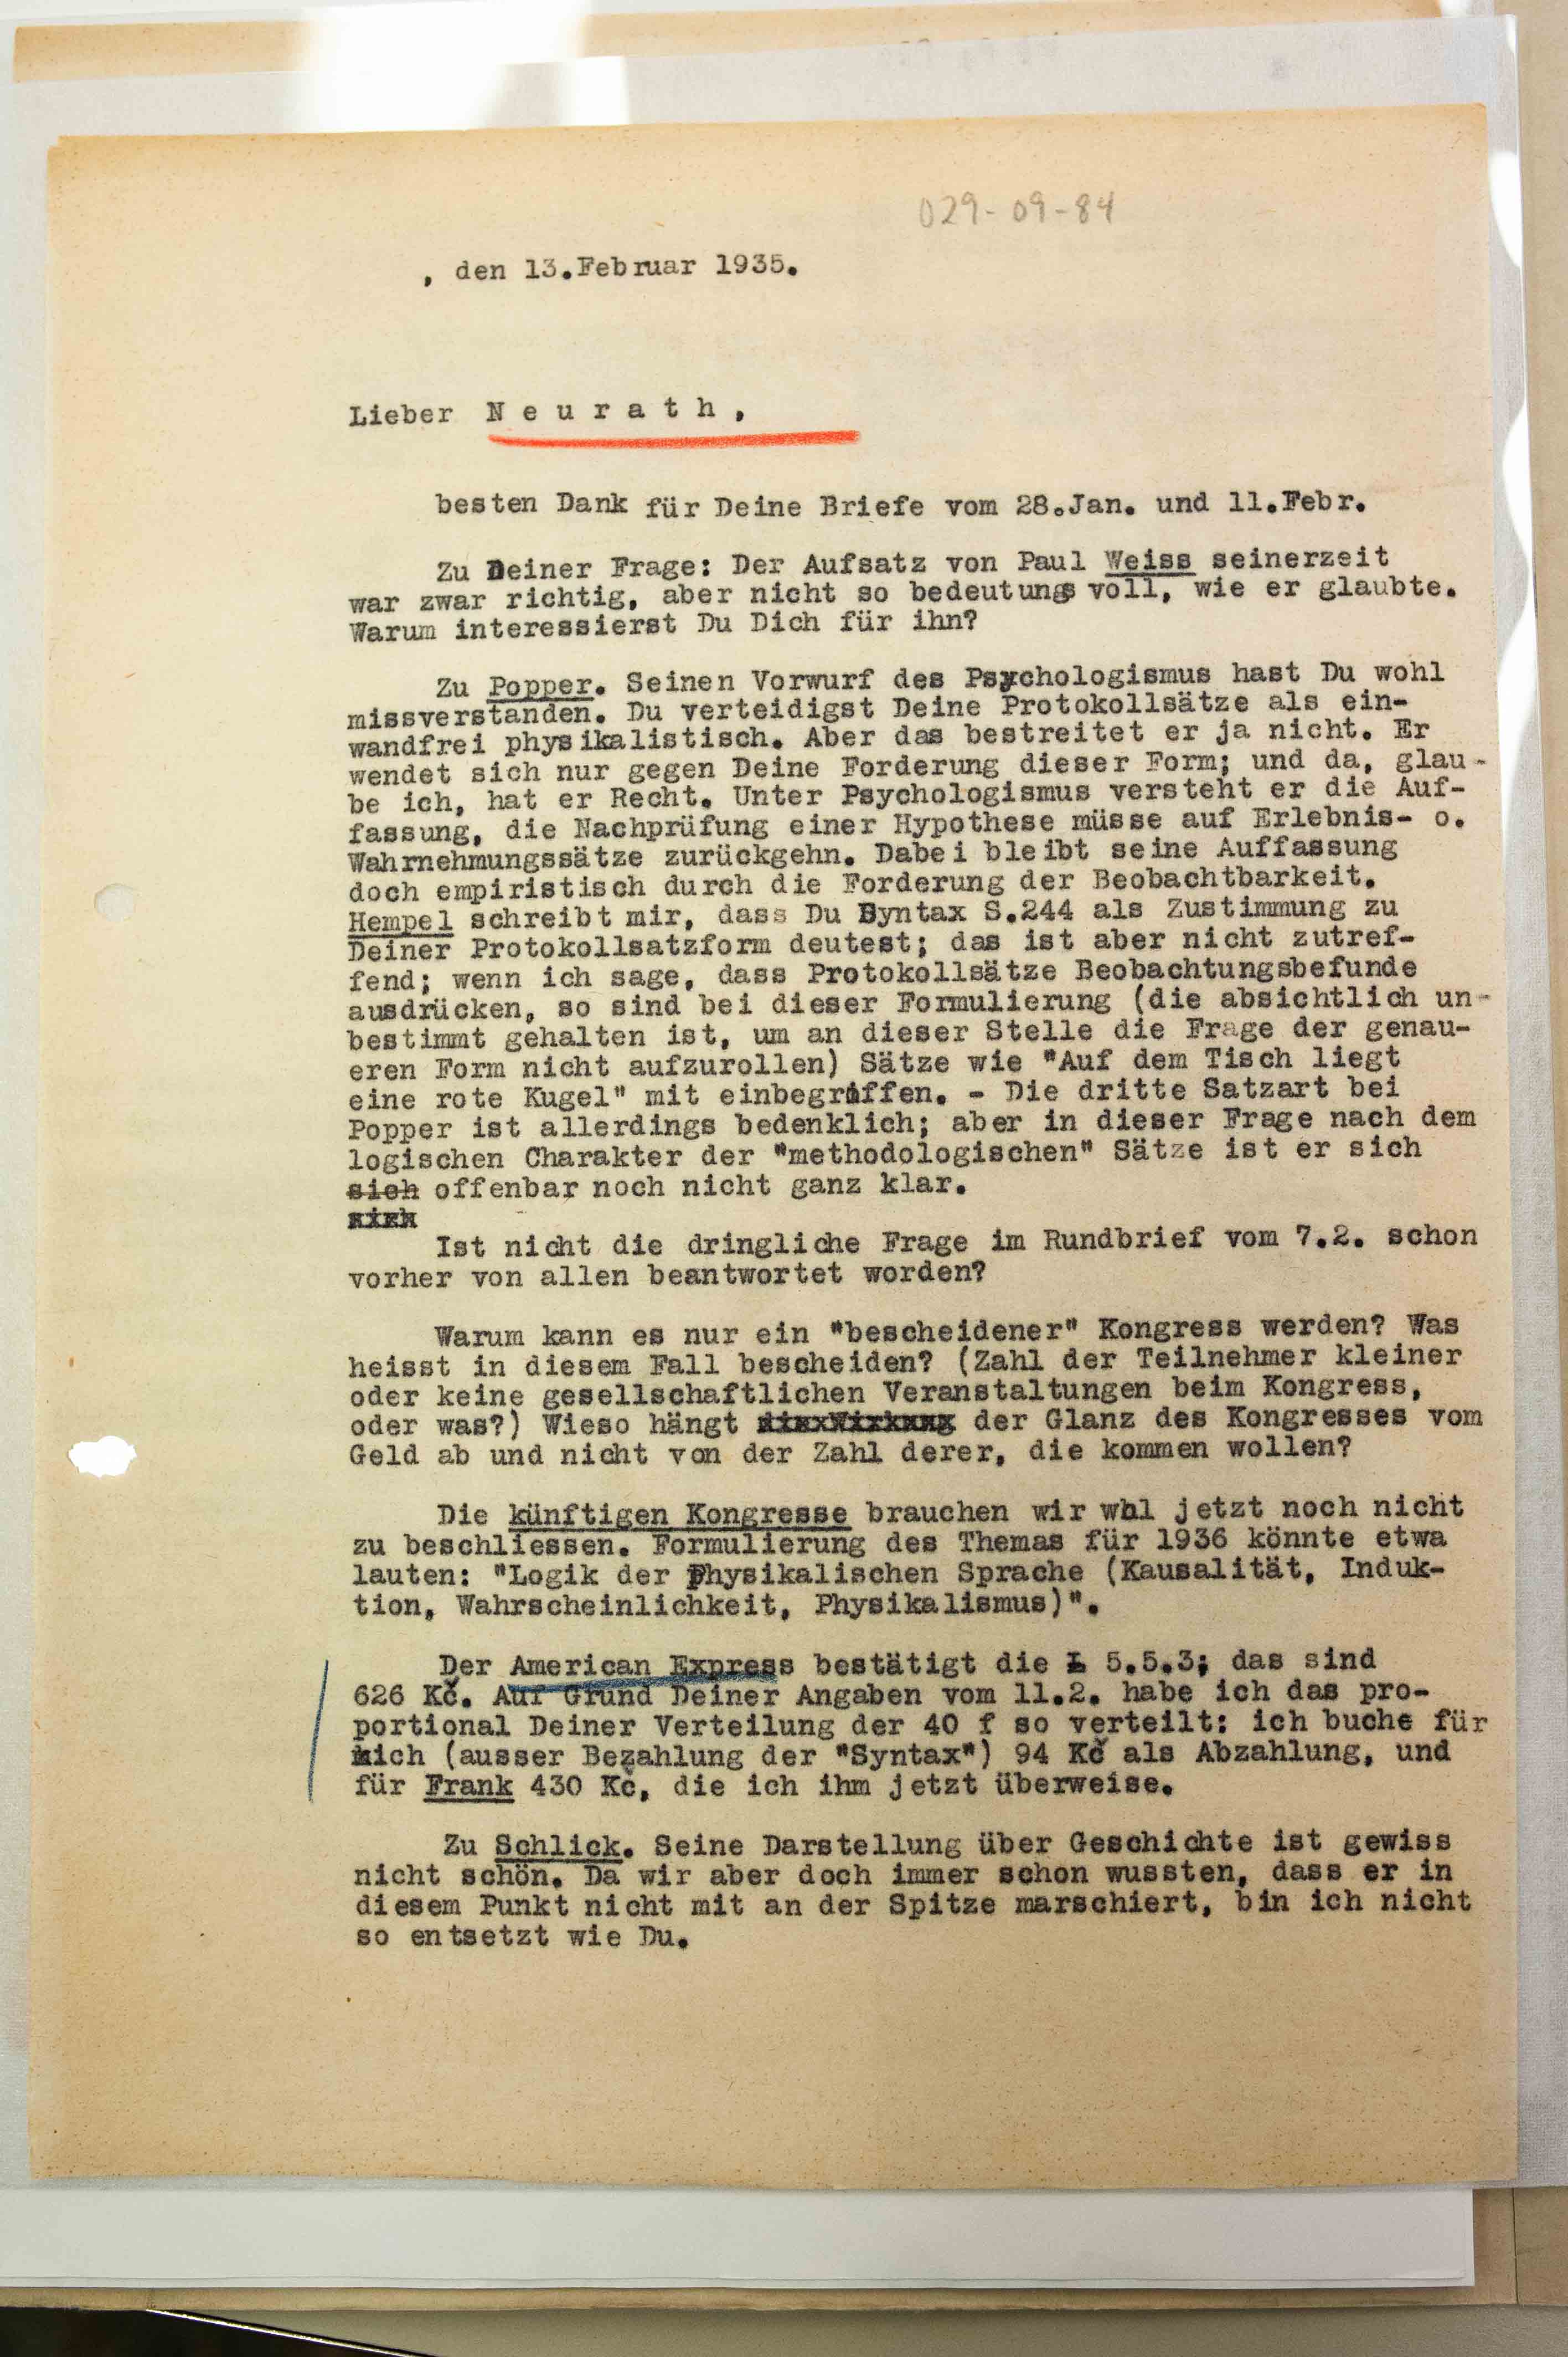 029-09-84
, den 13.Februar 1935.
Lieber N e u r a t h ,
besten Dank für Deine Briefe vom 28.Jan. und 11.Febr.
Zu Deiner Frage: Der Aufsatz von Paul Weiss seinerzeit
war zwar richtig, aber nicht so bedeutungsvoll, wie er glaubte.
Warum interessierst Du Dich für ihn?
Zu Popper. Seinen Vorwurf des Psychologismus hast Du wohl
missverstanden. Du verteidigst Deine Protokollsätze als ein-
wandfrei physikalistisch. Aber das bestreitet er ja nicht. Er
wendet sich nur gegen Deine Forderung dieser Form; und da, glau-
be ich, hat er Recht. Unter Psychologismus versteht er die Auf-
fassung, die Nachprüfung einer Hypothese müsse auf Erlebnis- o.
Wahrnehmungssätze zurückgehn. Dabei bleibt seine Auffassung
doch empiristisch durch die Forderung der Beobachtbarkeit.
Hempel schreibt mir, dass Du Syntax S.244 als Zustimmung zu
Deiner Protokollsatzform deutest; das ist aber nicht zutref-
fend; wenn ich sage, dass Protokollsätze Beobachtungsbefunde
ausdrücken, so sind bei dieser Formulierung (die absichtlich un-
bestimmt gehalten ist, um an dieser Stelle die Frage der genau-
eren Form nicht aufzurollen) Sätze wie "Auf dem Tisch liegt
eine rote Kugel" mit einbegriffen. - Die dritte Satzart bei
Popper ist allerdings bedenklich; aber in dieser Frage nach dem
logischen Charakter der "methodologischen" Sätze ist er sich
sich offenbar noch nicht ganz klar.
Ist nicht die dringliche Frage im Rundbrief vom 7.2. schon
vorher von allen beantwortet worden?
Warum kann es nur ein "bescheidener" Kongress werden? Was
heisst in diesem Fall bescheiden? (Zahl der Teilnehmer kleiner
oder keine gesellschaftlichen Veranstaltungen beim Kongress,
oder was?) Wieso hängt der Glanz des Kongresses vom
Geld ab und nicht von der Zahl derer, die kommen wollen?
Die künftigen Kongresse brauchen wir whl jetzt noch nicht
zu beschliessen. Formulierung des Themas für 1936 könnte etwa
lauten: "Logik der Physikalischen Sprache (Kausalität, Induk-
tion, Wahrscheinlichkeit, Physikalismus)".
Der American Express bestätigt die L 5.5.3; das sind
626 Kč. Auf Grund Deiner Angaben vom 11.2. habe ich das pro-
portional Deiner Verteilung der 40 f so verteilt: ich buche für
mich (ausser Bezahlung der "Syntax") 94 Kč als Abzahlung, und
für Frank 430 Kč, die ich ihm jetzt überweise.
Zu Schlick. Seine Darstellung über Geschichte ist gewiss
nicht schön. Da wir aber doch immer schon wussten, dass er in
diesem Punkt nicht mit an der Spitze marschiert, bin ich nicht
so entsetzt wie Du.